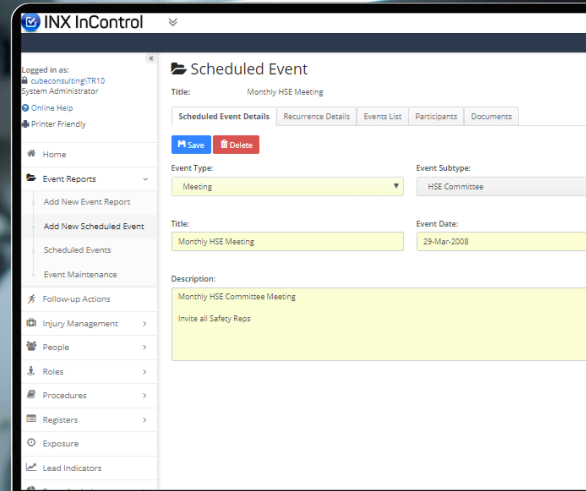 INX InControl
Logged in as:
cubeconsulting\TR10
System Administrator
Online Help
Printer Friendly
Home
Event Reports
Add New Event Report
Add New Scheduled Event
Scheduled Events
Event Maintenance
Follow-up Actions
Injury Management
People
Roles
Procedures
Registers
Exposure
Lead Indicators
Scheduled Event
Title: Monthly HSE Meeting
Scheduled Event Details Recurrence Details Events List Participants Documents
Save Delete
Event Type: Event Subtype:
Meeting HSE Committee
Title: Event Date:
Monthly HSE Meeting 29-Mar-2008
Description:
Monthly HSE Committee Meeting
Invite all Safety Reps